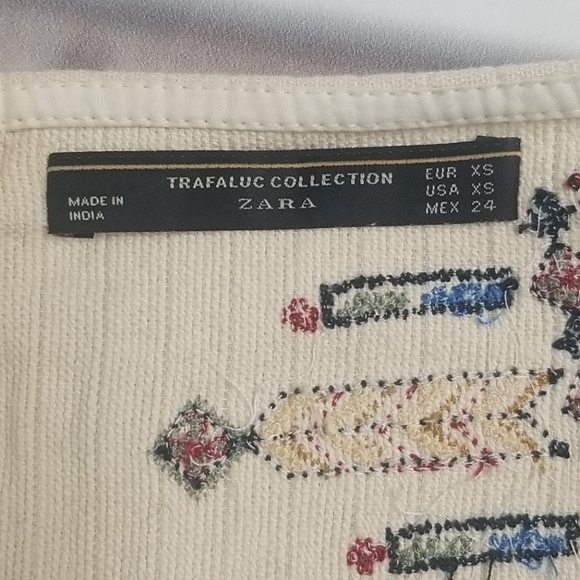 MADE IN
INDIA
TRAFALUC COLLECTION
ZARA
EUR XS
USA XS
MEX 24